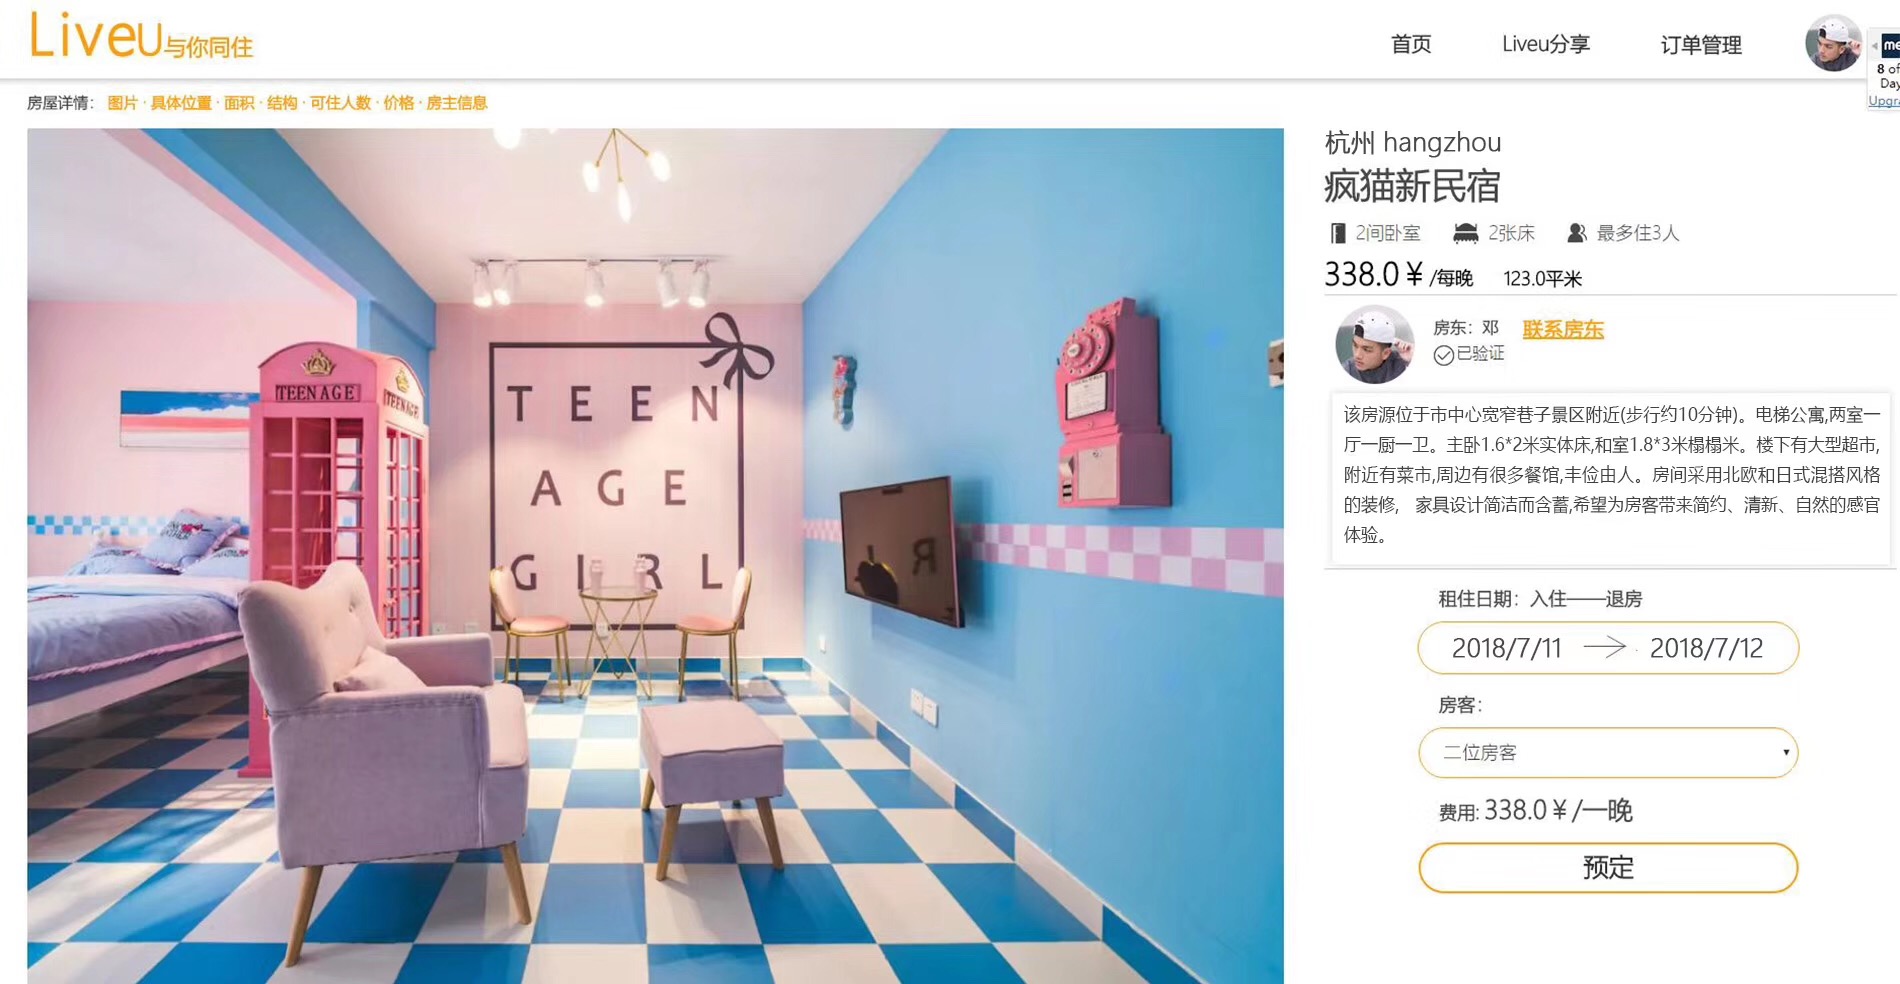 Liveu与你同住
首页 Liveu分享 订单管理
me
8 of
Day
Upgra
房屋详情： 图片 · 具体位置 · 面积 · 结构 · 可住人数 · 价格 · 房主信息
杭州 hangzhou
疯猫新民宿
2间卧室 2张床 最多住3人
338.0￥/每晚 123.0平米
房东：邓 联系房东
已验证
该房源位于市中心宽窄巷子景区附近(步行约10分钟)。电梯公寓,两室一
厅一厨一卫。主卧1.6*2米实体床,和室1.8*3米榻榻米。楼下有大型超市,
附近有菜市,周边有很多餐馆,丰俭由人。房间采用北欧和日式混搭风格
的装修， 家具设计简洁而含蓄,希望为房客带来简约、清新、自然的感官
体验。
租住日期：入住——退房
2018/7/11 2018/7/12
房客：
二位房客
费用: 338.0￥/一晚
预定
TEENAGE
TEENAGE
TEEN
AGE
GIRL
R